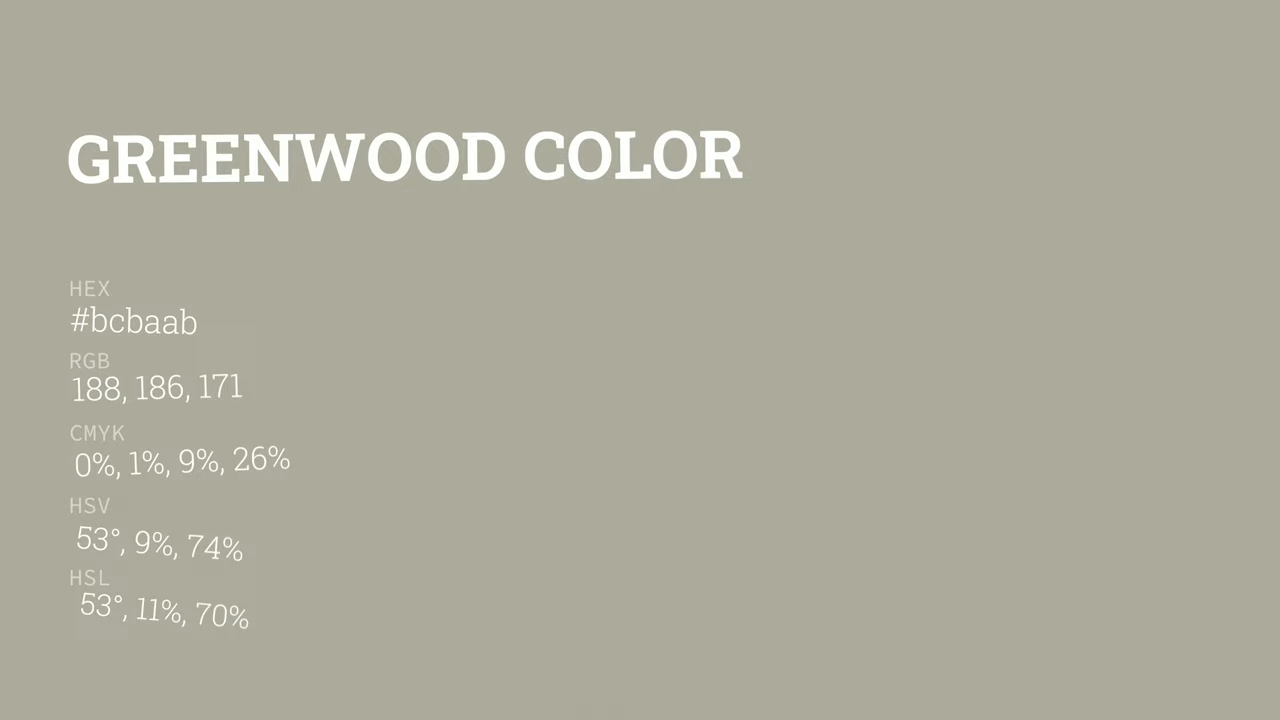 GREENWOOD COLOR
HEX
#bcbaab
RGB
188, 186, 171
CMYK
0%, 1%, 9%, 26%
HSV
53°, 9%, 74%
HSL
53°, 11%, 70%